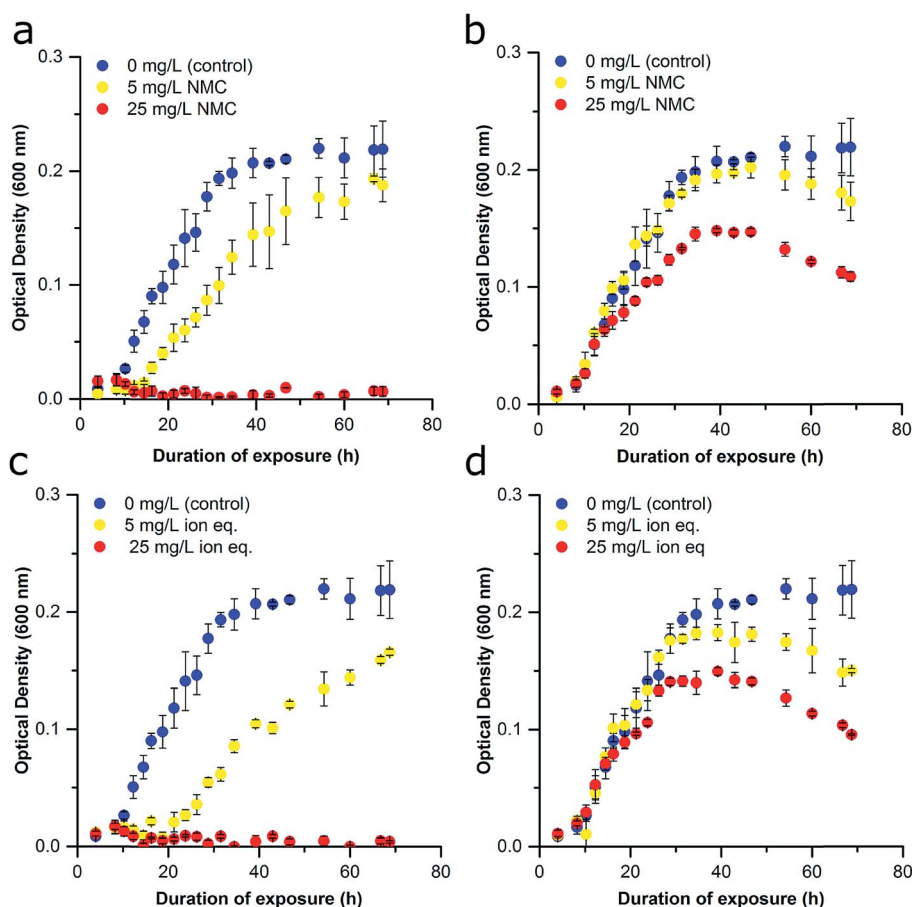 a
0.3
0 mg/L (control)
5 mg/L NMC
25 mg/L NMC
0.2
0.1
0.0
Optical Density (600 nm)
0 20 40 60 80
Duration of exposure (h)
b
0.3
0 mg/L (control)
5 mg/L NMC
25 mg/L NMC
0.2
0.1
0.0
Optical Density (600 nm)
0 20 40 60 80
Duration of exposure (h)
c
0.3
0 mg/L (control)
5 mg/L ion eq.
25 mg/L ion eq.
0.2
0.1
0.0
Optical Density (600 nm)
0 20 40 60 80
Duration of exposure (h)
d
0.3
0 mg/L (control)
5 mg/L ion eq.
25 mg/L ion eq
0.2
0.1
0.0
Optical Density (600 nm)
0 20 40 60 80
Duration of exposure (h)